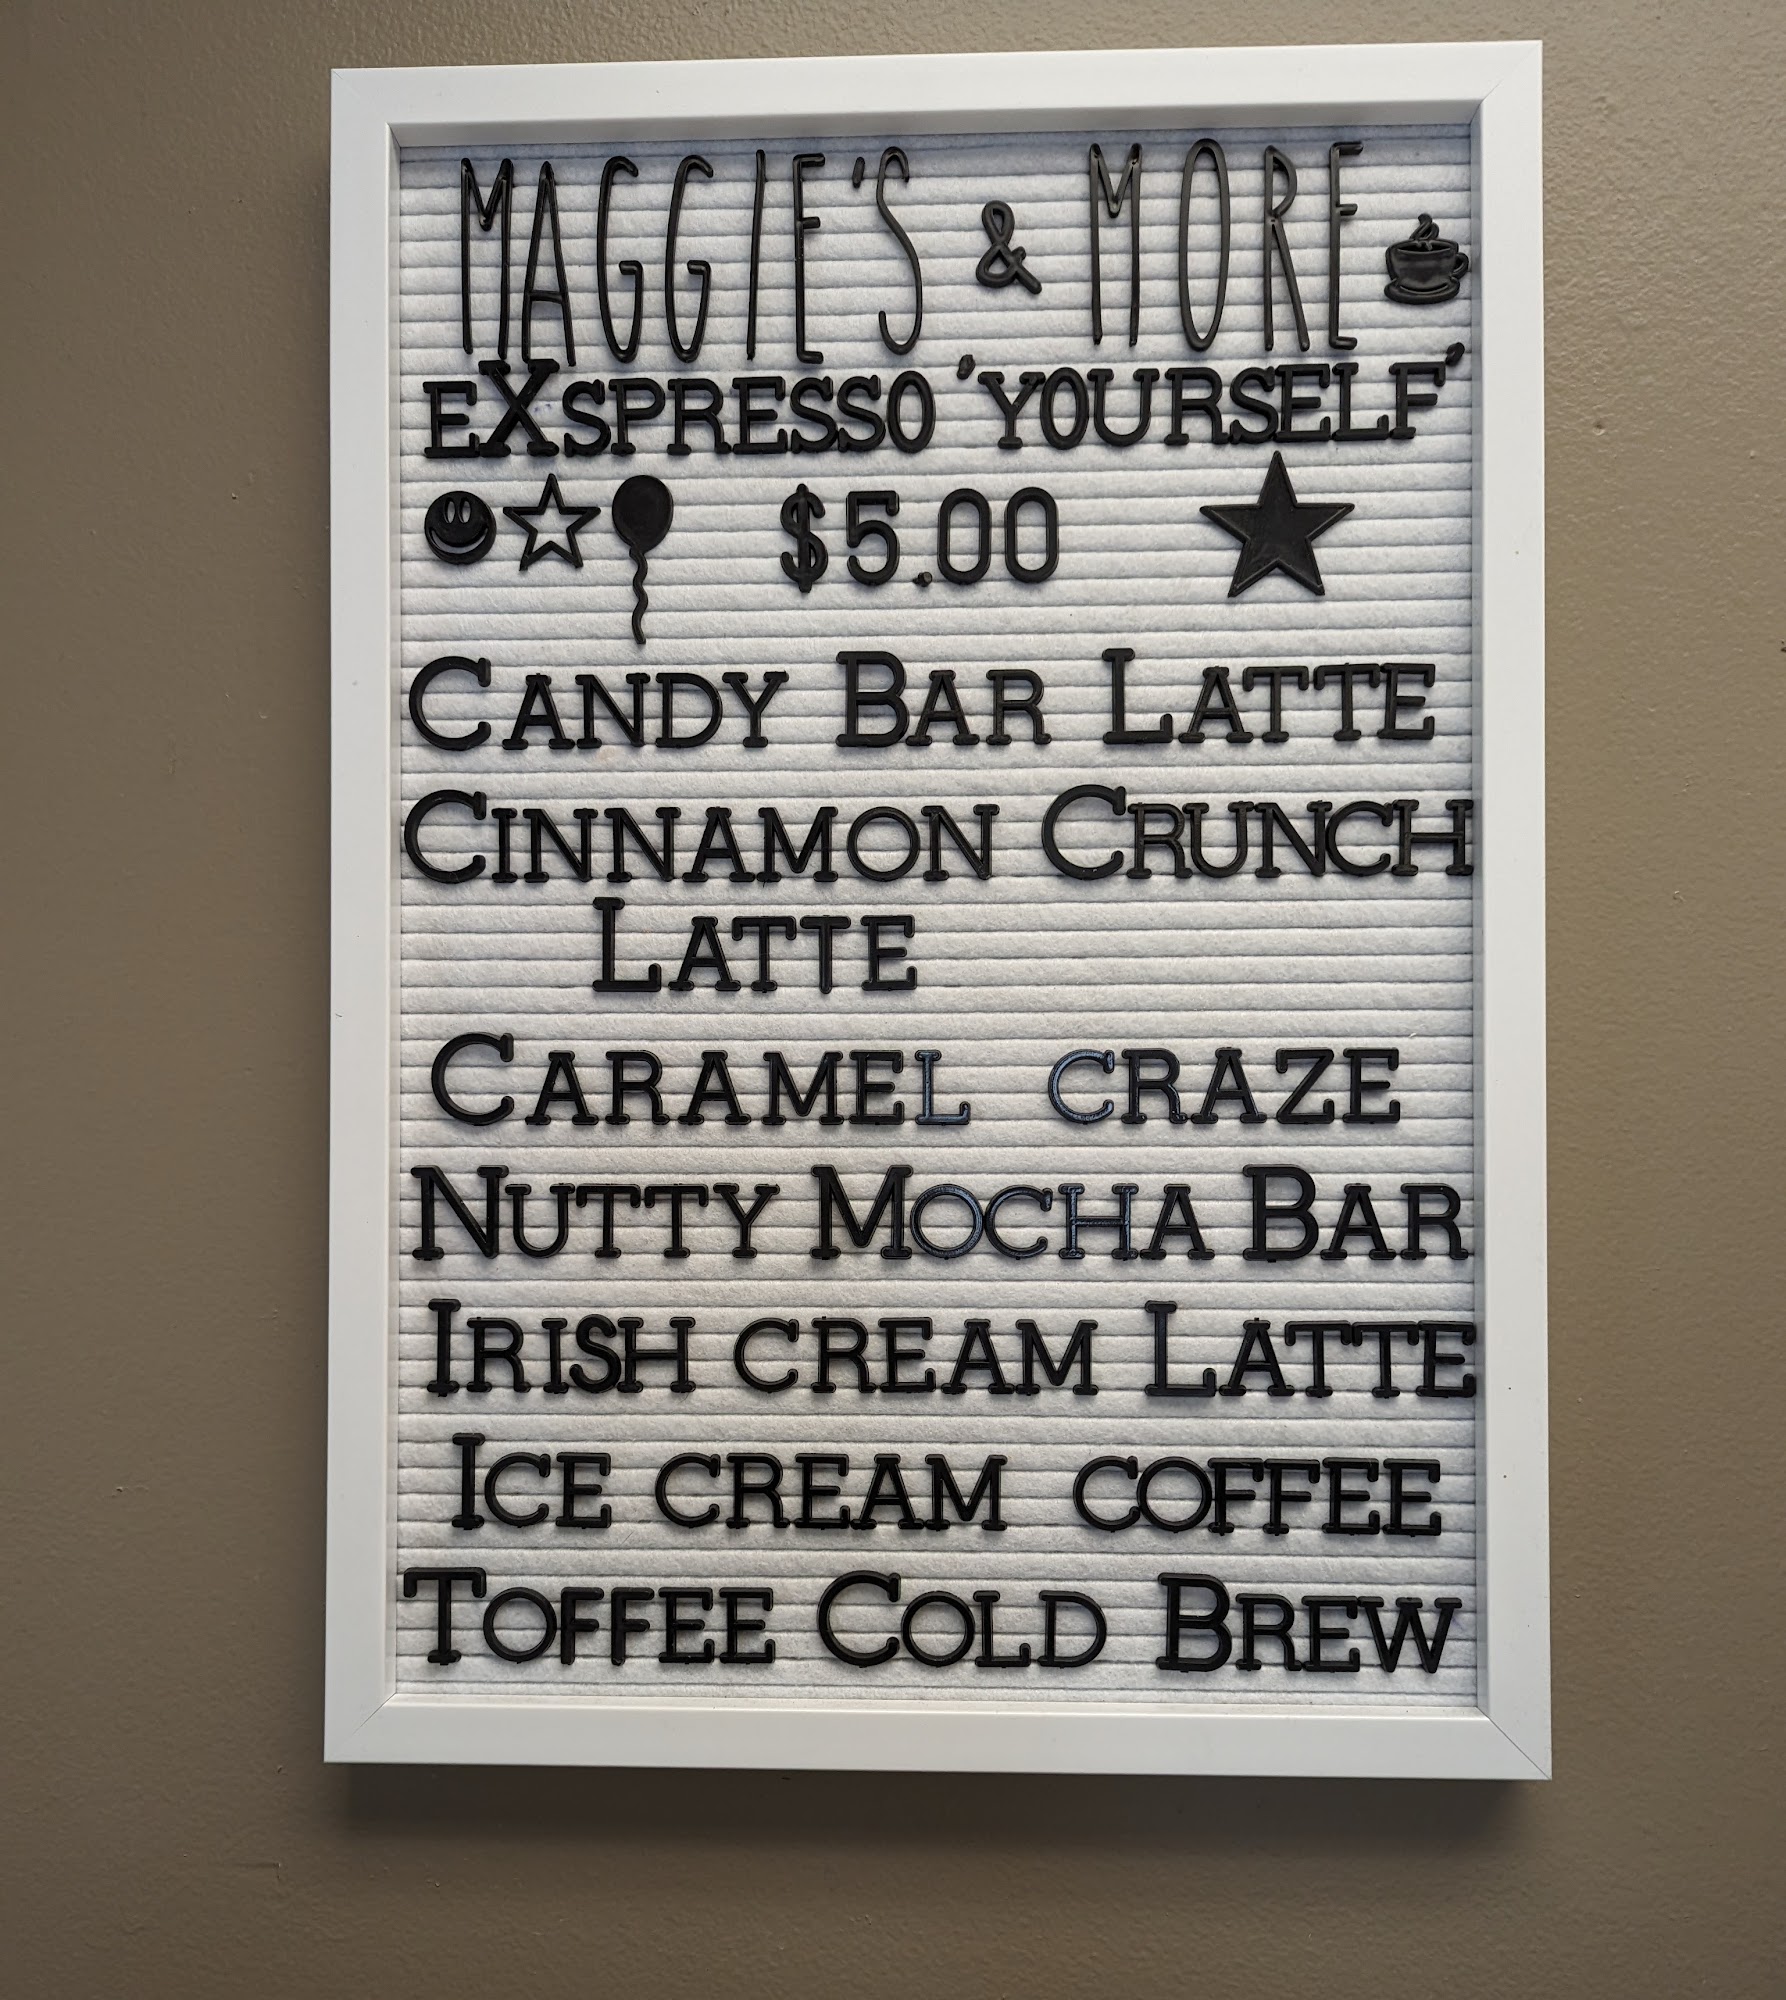 MAGGIE'S & MORE
eXSPRESSO 'YOURSELF'
$5.00
CANDY BAR LATTE
CINNAMON CRUNCH
LATTE
CARAMEL CRAZE
NUTTY MOCHA BAR
IRISH CREAM LATTE
ICE CREAM COFFEE
TOFFEE COLD BREW